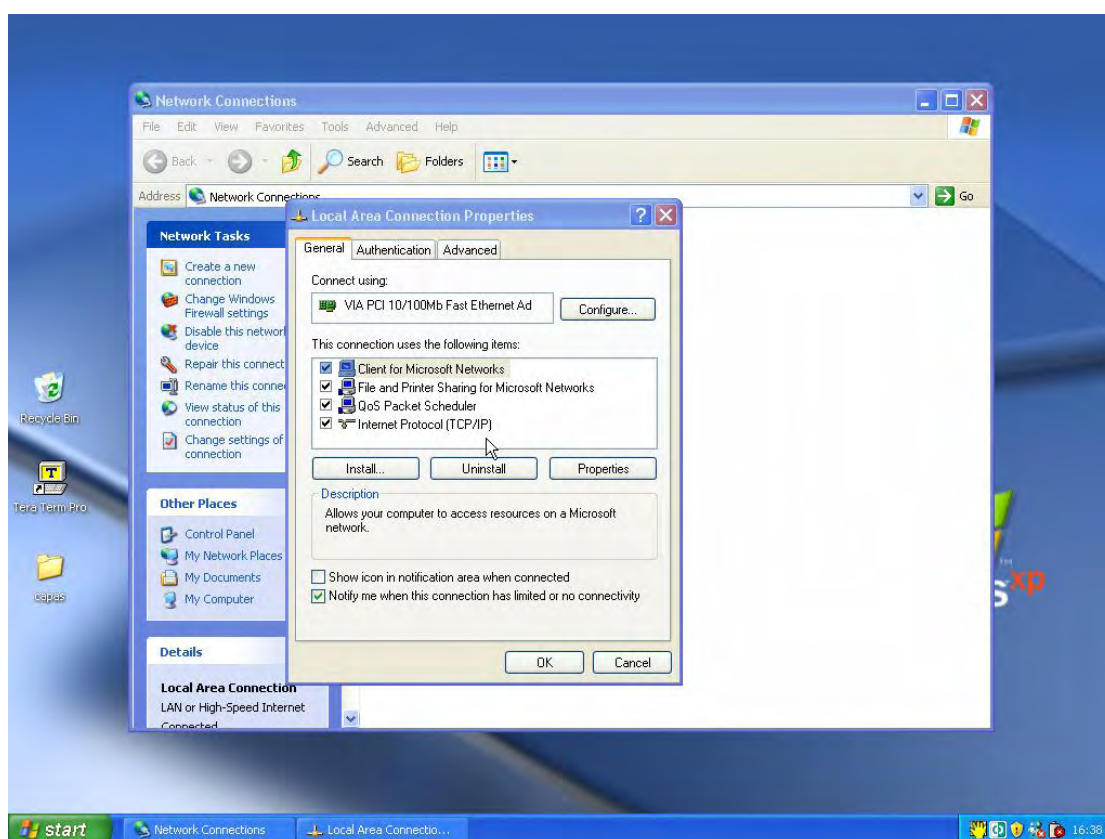 Network Connections
File Edit View Favorites Tools Advanced Help
Back Search Folders
Address Network Connections Go
Network Tasks
Create a new
connection
Change Windows
Firewall settings
Disable this network
device
Repair this connect
Rename this conne
View status of this
connection
Change settings of
connection
Other Places
Control Panel
My Network Places
My Documents
My Computer
Details
Local Area Connection
LAN or High-Speed Internet
Connected
Local Area Connection Properties
General Authentication Advanced
Connect using:
VIA PCI 10/100Mb Fast Ethernet Ad Configure...
This connection uses the following items:
Client for Microsoft Networks
File and Printer Sharing for Microsoft Networks
QoS Packet Scheduler
Internet Protocol (TCP/IP)
Install... Uninstall Properties
Description
Allows your computer to access resources on a Microsoft
network.
Show icon in notification area when connected
Notify me when this connection has limited or no connectivity
OK Cancel
Recycle Bin
T
Tera Term Pro
capas
s xp
TM
start Network Connections Local Area Connectio... 16:38